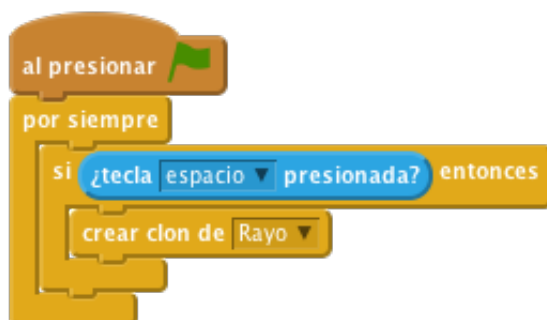 al presionar
por siempre
si ¿tecla espacio presionada? entonces
crear clon de Rayo